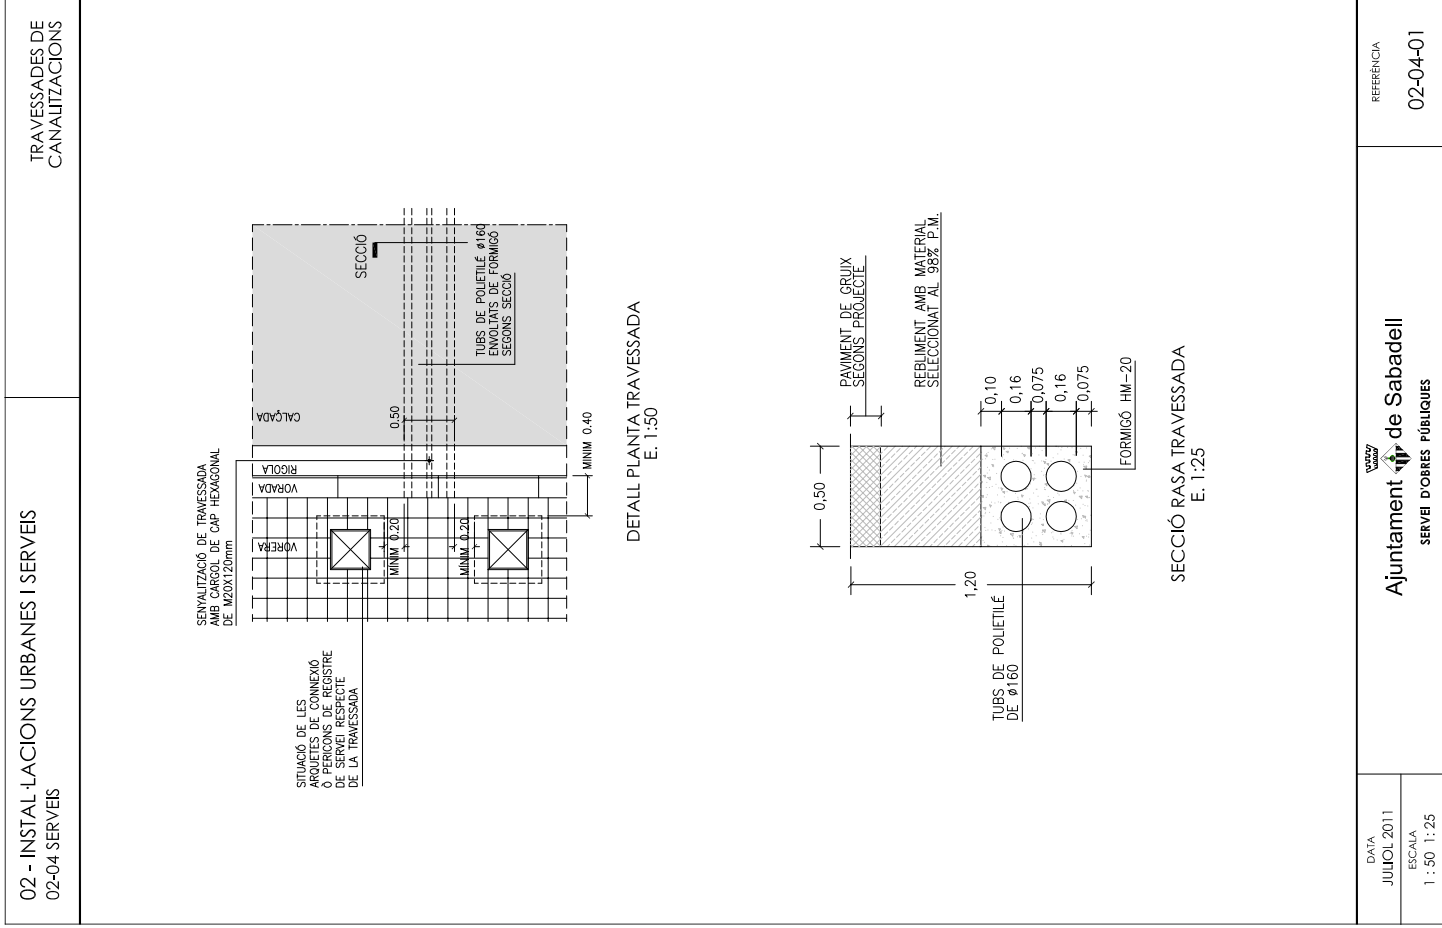 02 - INSTAL·LACIONS URBANES I SERVEIS
02-04 SERVEIS
TRAVESSADES DE
CANALITZACIONS
SENYALITZACIÓ DE TRAVESSADA
AMB CARGOL DE CAP HEXAGONAL
DE M20X120mm
SITUACIÓ DE LES
ARQUETES DE CONNEXIÓ
Ò PERICONS DE REGISTRE
DE SERVEI RESPECTE
DE LA TRAVESSADA
VORERA
VORADA
RIGOLA
CALÇADA
SECCIÓ
MÍNIM 0.20
MÍNIM 0.20
0.50
TUBS DE POLIETILÉ ø160
ENVOLTATS DE FORMIGÓ
SEGONS SECCIÓ
MINIM 0.40
DETALL PLANTA TRAVESSADA
E. 1:50
PAVIMENT DE GRUIX
SEGONS PROJECTE
REBLIMENT AMB MATERIAL
SELECCIONAT AL 98% P.M.
0,50
1,20
0,10
0,16
0,075
0,16
0,075
TUBS DE POLIETILÉ
DE ø160
FORMIGÓ HM-20
SECCIÓ RASA TRAVESSADA
E. 1:25
DATA
JULIOL 2011
ESCALA
1 : 50 1: 25
Ajuntament de Sabadell
SERVEI D'OBRES PÚBLIQUES
REFERÈNCIA
02-04-01